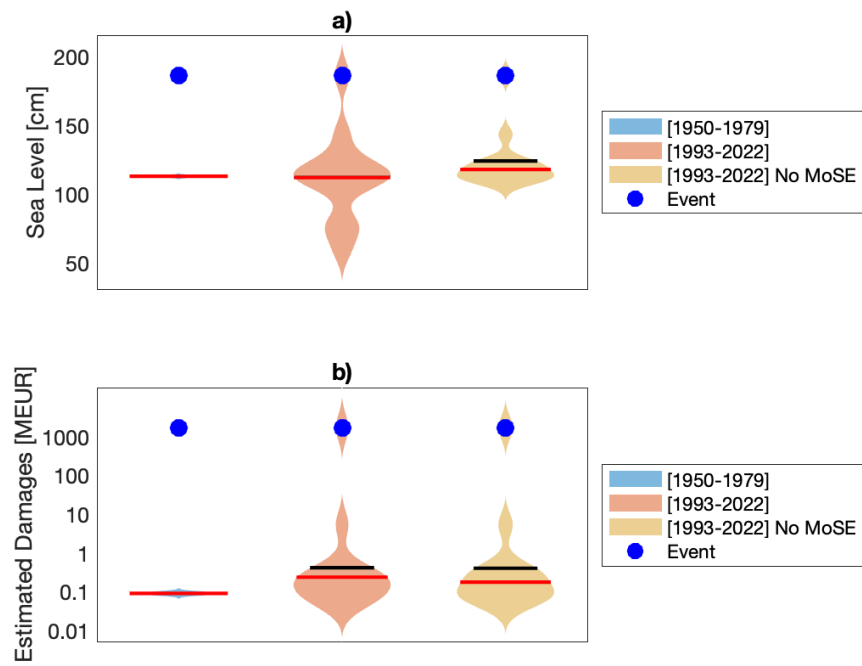 a)
Sea Level [cm]
200
150
100
50
[1950-1979]
[1993-2022]
[1993-2022] No MoSE
Event
b)
Estimated Damages [MEUR]
1000
100
10
1
0.1
0.01
[1950-1979]
[1993-2022]
[1993-2022] No MoSE
Event